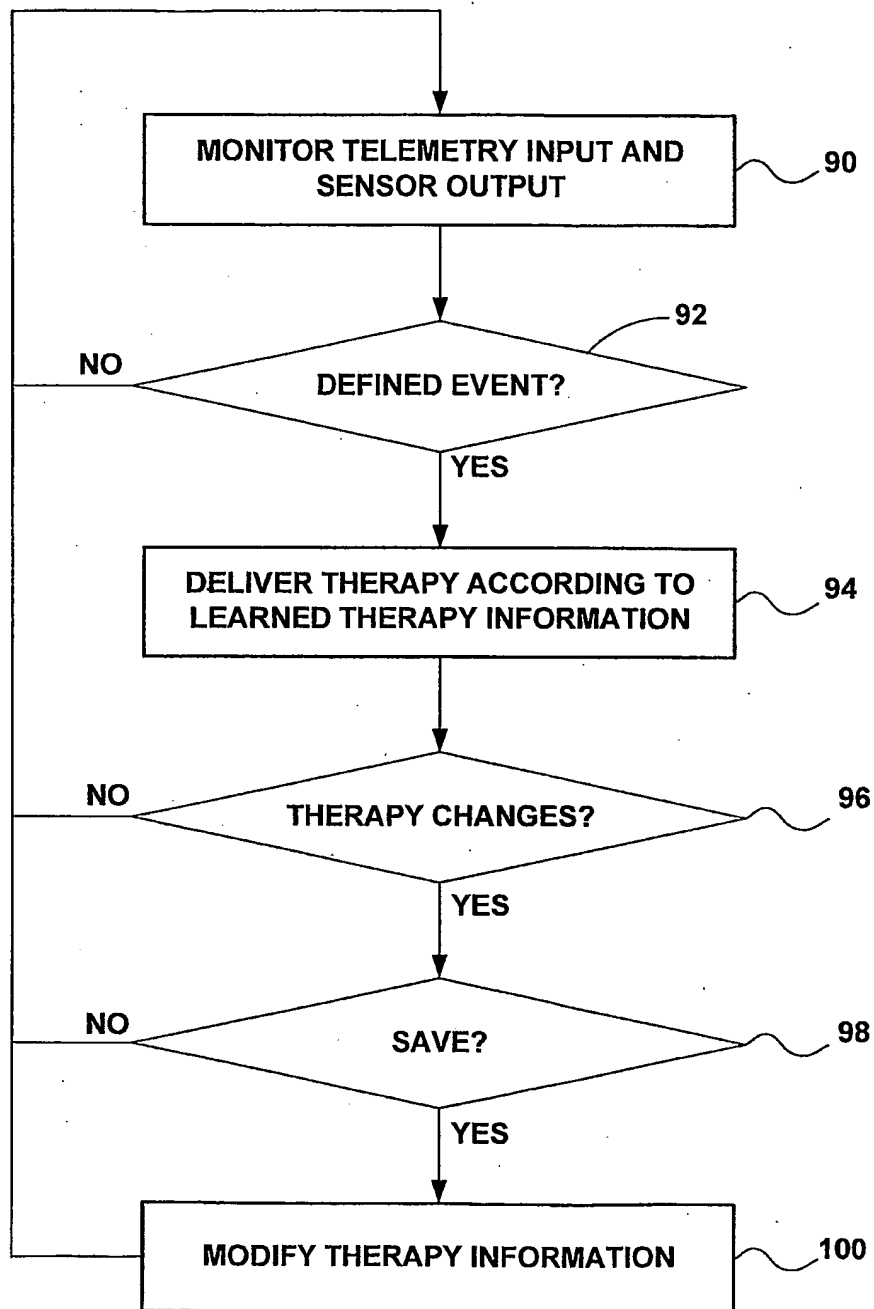 MONITOR TELEMETRY INPUT AND
SENSOR OUTPUT
90
92
NO
DEFINED EVENT?
YES
DELIVER THERAPY ACCORDING TO
LEARNED THERAPY INFORMATION
94
NO
THERAPY CHANGES?
96
YES
NO
SAVE?
98
YES
MODIFY THERAPY INFORMATION
100